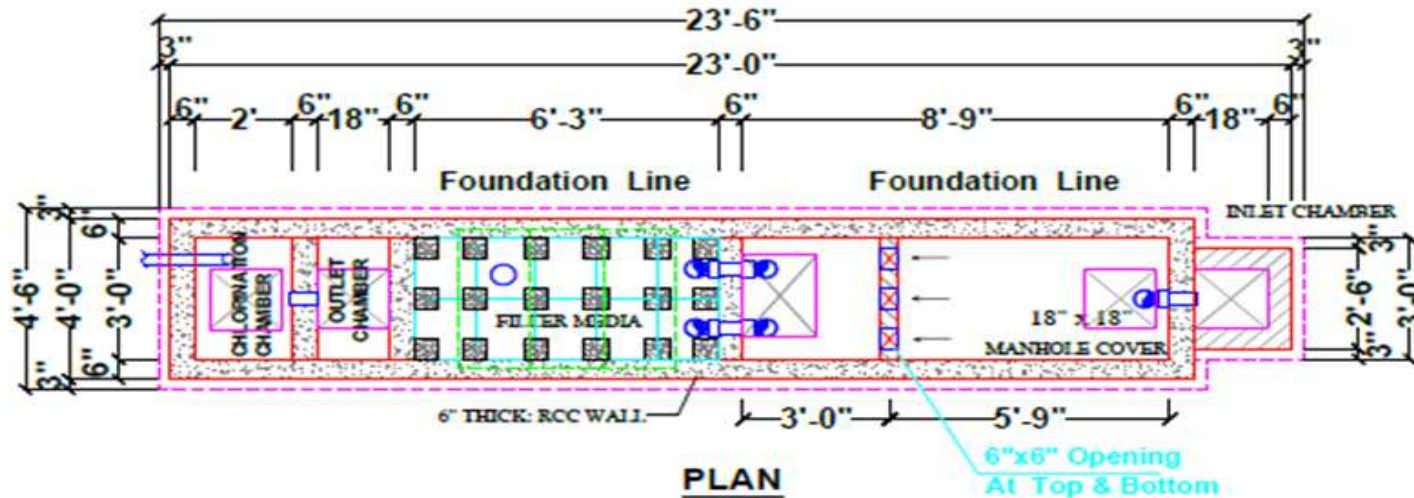 23'-6"
3"
3"
23'-0"
6"
2'
6"
18"
6"
6'-3"
6"
8'-9"
6"
18"
6"
Foundation Line
Foundation Line
INLET CHAMBER
4'-6"
3"
3"
4'-0"
6"
6"
3'-0"
CHLORINATION
CHAMBER
OUTLET
CHAMBER
FILTER MEDIA
18" x 18"
MANHOLE COVER
3"
2'-6"
3"
3'-0"
6" THICK: RCC WALL
3'-0"
5'-9"
6"x6" Opening
At Top & Bottom
PLAN